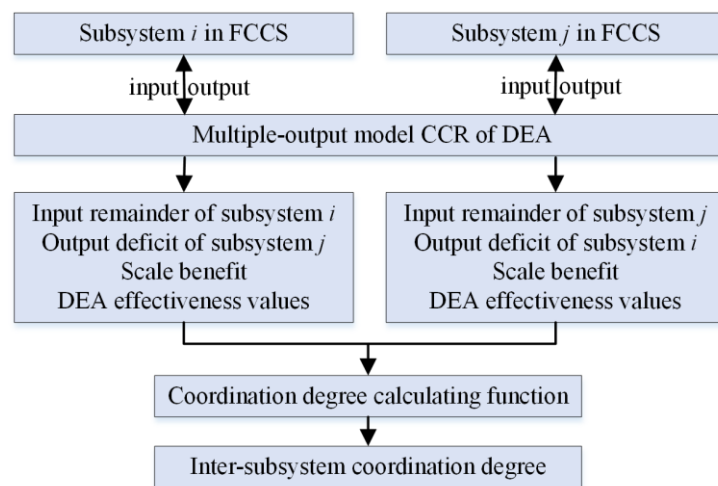 Subsystem i in FCCS
Subsystem j in FCCS
input output
input output
Multiple-output model CCR of DEA
Input remainder of subsystem i
Output deficit of subsystem j
Scale benefit
DEA effectiveness values
Input remainder of subsystem j
Output deficit of subsystem i
Scale benefit
DEA effectiveness values
Coordination degree calculating function
Inter-subsystem coordination degree